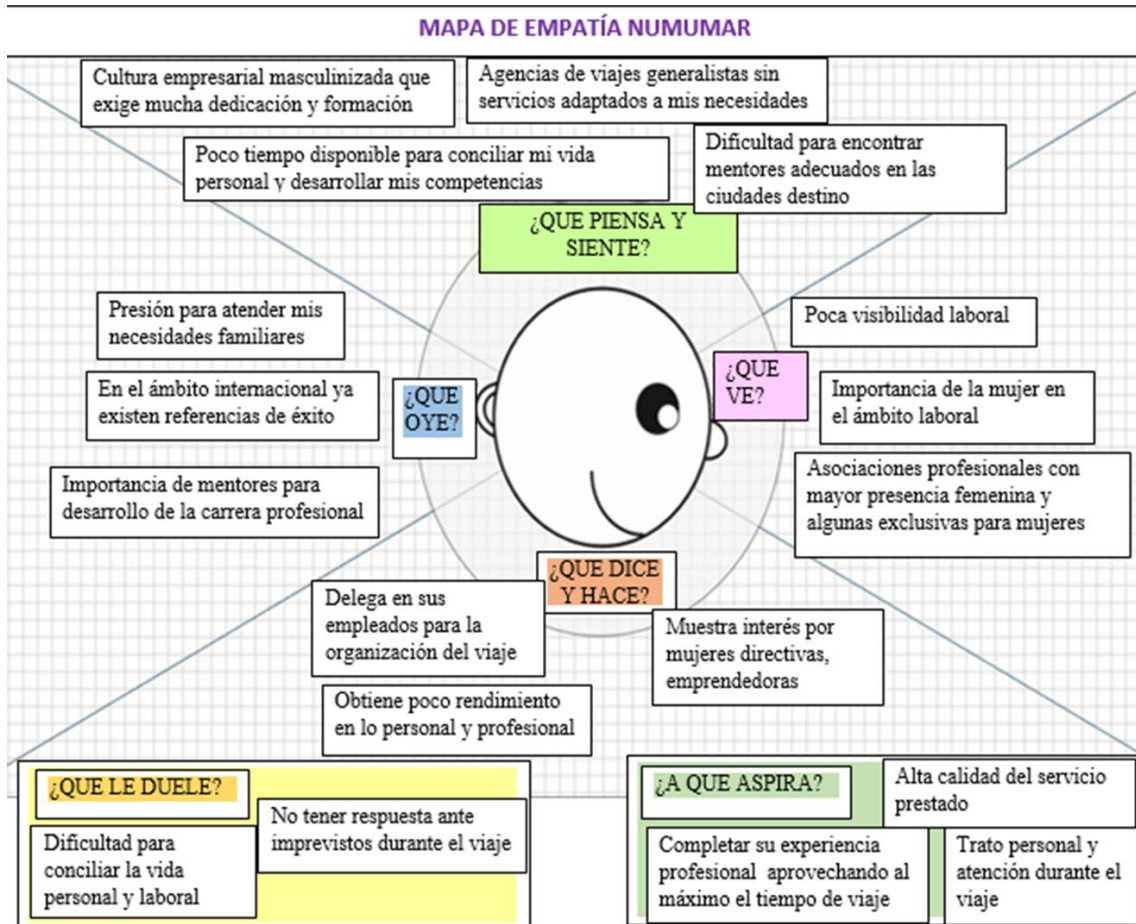 MAPA DE EMPATÍA NUMUMAR
Cultura empresarial masculinizada que
exige mucha dedicación y formación
Agencias de viajes generalistas sin
servicios adaptados a mis necesidades
Poco tiempo disponible para conciliar mi vida
personal y desarrollar mis competencias
Dificultad para encontrar
mentores adecuados en las
ciudades destino
¿QUE PIENSA Y
SIENTE?
Presión para atender mis
necesidades familiares
En el ámbito internacional ya
existen referencias de éxito
Importancia de mentores para
desarrollo de la carrera profesional
¿QUE
OYE?
¿QUE
VE?
Poca visibilidad laboral
Importancia de la mujer en
el ámbito laboral
Asociaciones profesionales con
mayor presencia femenina y
algunas exclusivas para mujeres
¿QUE DICE
Y HACE?
Delega en sus
empleados para la
organización del viaje
Obtiene poco rendimiento
en lo personal y profesional
Muestra interés por
mujeres directivas,
emprendedoras
¿QUE LE DUELE?
Dificultad para
conciliar la vida
personal y laboral
No tener respuesta ante
imprevistos durante el viaje
¿A QUE ASPIRA?
Alta calidad del servicio
prestado
Completar su experiencia
profesional aprovechando al
máximo el tiempo de viaje
Trato personal y
atención durante el
viaje